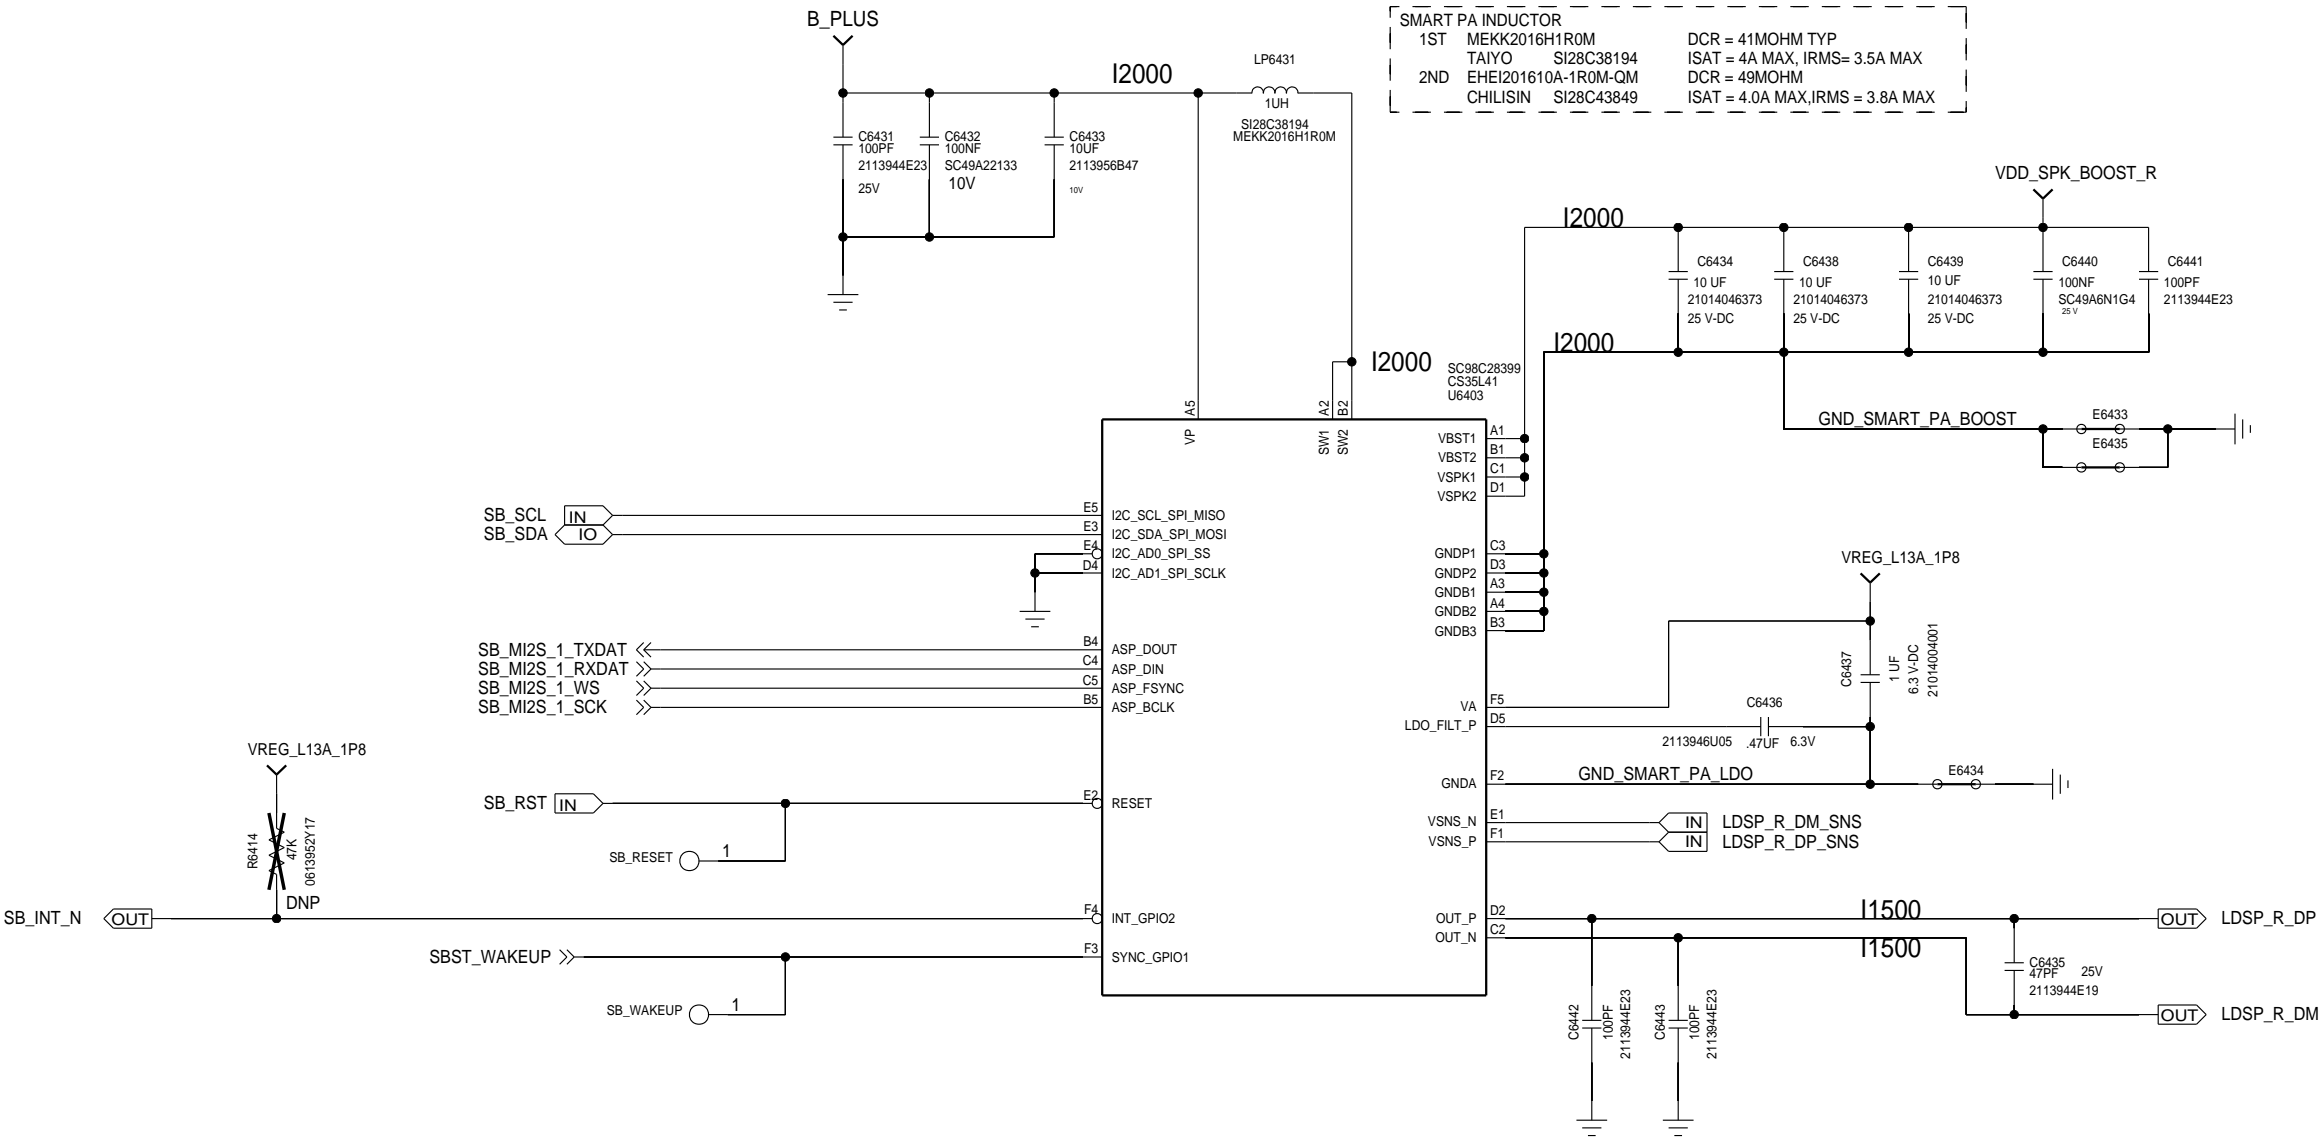 B_PLUS
SMART PA INDUCTOR
1ST MEKK2016H1R0M DCR = 41MOHM TYP
TAIYO SI28C38194 ISAT = 4A MAX, IRMS= 3.5A MAX
2ND EHEI201610A-1R0M-QM DCR = 49MOHM
CHILISIN SI28C43849 ISAT = 4.0A MAX,IRMS = 3.8A MAX
I2000
LP6431
1UH
SI28C38194
MEKK2016H1R0M
C6431
100PF
2113944E23
25V
C6432
100NF
SC49A22133
10V
C6433
10UF
2113956B47
10V
VDD_SPK_BOOST_R
I2000
C6434
10 UF
21014046373
25 V-DC
C6438
10 UF
21014046373
25 V-DC
C6439
10 UF
21014046373
25 V-DC
C6440
100NF
SC49A6N1G4
25 V
C6441
100PF
2113944E23
I2000
I2000
SC98C28399
CS35L41
U6403
GND_SMART_PA_BOOST
E6433
E6435
A5
VP
A2
SW1
B2
SW2
VBST1 A1
VBST2 B1
VSPK1 C1
VSPK2 D1
SB_SCL IN E5 I2C_SCL_SPI_MISO
SB_SDA IO E3 I2C_SDA_SPI_MOSI
E4 I2C_AD0_SPI_SS
D4 I2C_AD1_SPI_SCLK
GNDP1 C3
GNDP2 D3
GNDB1 A3
GNDB2 A4
GNDB3 B3
VREG_L13A_1P8
C6437
1 UF
6.3 V-DC
21014004001
SB_MI2S_1_TXDAT B4 ASP_DOUT
SB_MI2S_1_RXDAT C4 ASP_DIN
SB_MI2S_1_WS C5 ASP_FSYNC
SB_MI2S_1_SCK B5 ASP_BCLK
VA F5
LDO_FILT_P D5
C6436
2113946U05 .47UF 6.3V
GNDA F2 GND_SMART_PA_LDO E6434
VREG_L13A_1P8
R6414
47K
0613952Y17
DNP
SB_RST IN E2 RESET
SB_RESET 1
VSNS_N E1 IN LDSP_R_DM_SNS
VSNS_P F1 IN LDSP_R_DP_SNS
SB_INT_N OUT F4 INT_GPIO2
SBST_WAKEUP F3 SYNC_GPIO1
SB_WAKEUP 1
OUT_P D2 I1500 OUT LDSP_R_DP
OUT_N C2 I1500
C6435
47PF 25V
2113944E19
OUT LDSP_R_DM
C6442
100PF
2113944E23
C6443
100PF
2113944E23